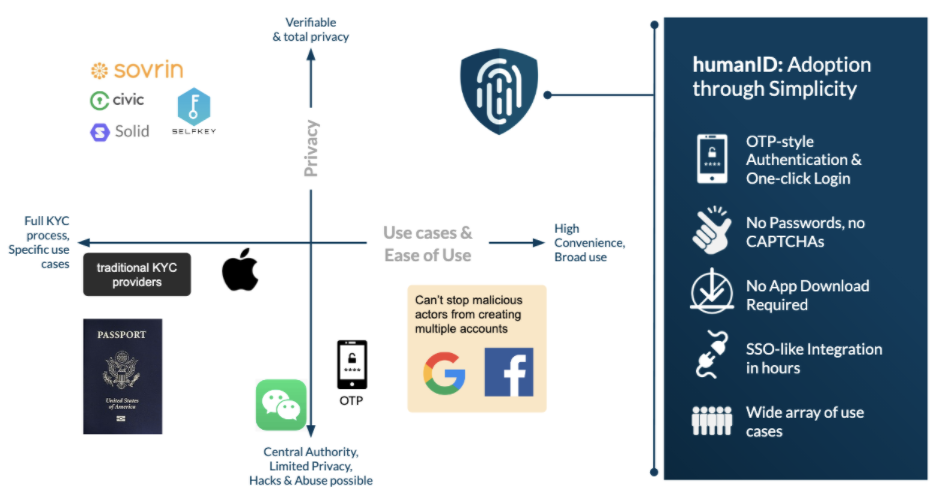 Verifiable
& total privacy
sovrin
civic
Solid
SELFKEY
Privacy
Full KYC
process,
Specific use
cases
Use cases &
Ease of Use
High
Convenience,
Broad use
traditional KYC
providers
PASSPORT
United States
of America
OTP
Can't stop malicious
actors from creating
multiple accounts
G
f
Central Authority,
Limited Privacy,
Hacks & Abuse possible
humanID: Adoption
through Simplicity
OTP-style
Authentication &
One-click Login
No Passwords, no
CAPTCHAs
No App Download
Required
SSO-like Integration
in hours
Wide array of use
cases